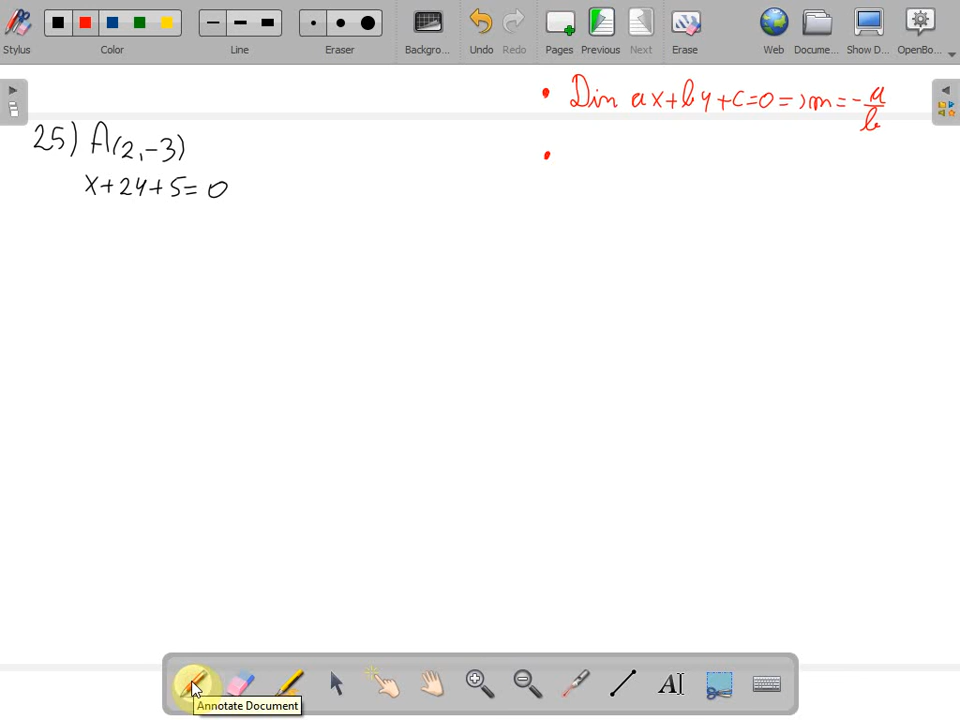 Stylus
Color
Line
Eraser
Backgro...
Undo
Redo
Pages
Previous
Next
Erase
Web
Docume...
Show D...
OpenBo...
• Din ax+by+c=0=>m=-a/b
25) A(2,-3)
•
x+2y+5=0
A
Annotate Document